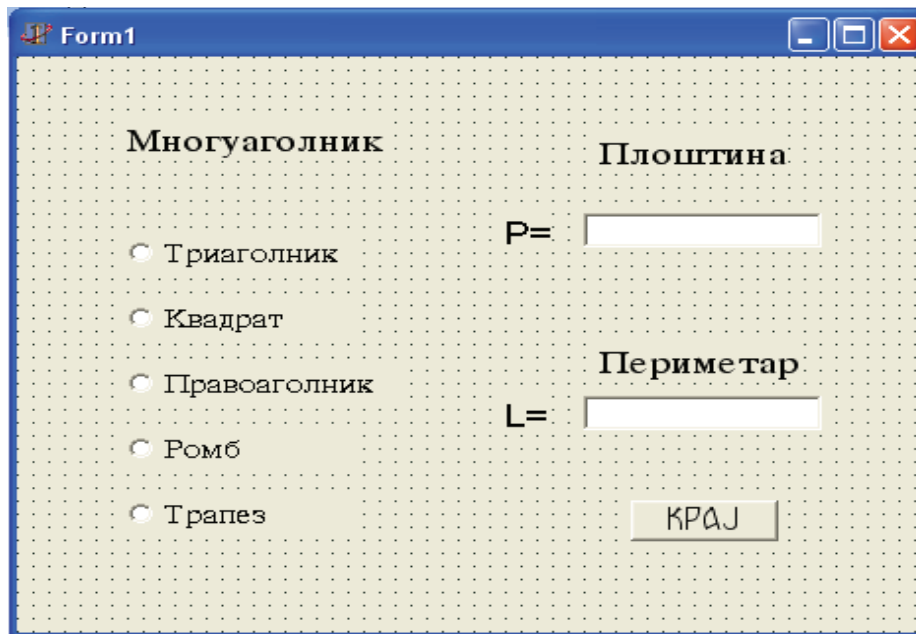 Form1
Многуаголник
Триаголник
Квадрат
Правоаголник
Ромб
Трапез
Плоштина
P=
Периметар
L=
КРАЈ